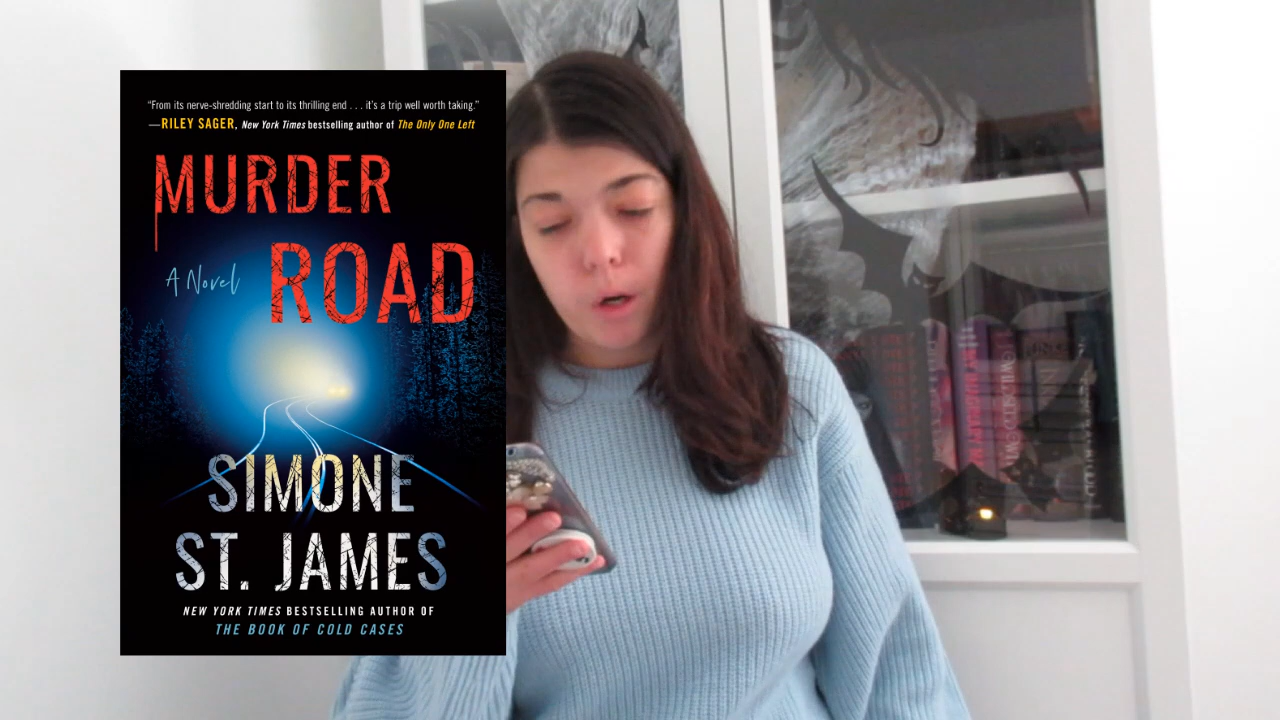 “From its nerve-shredding start to its thrilling end . . . it’s a trip well worth taking.”
—RILEY SAGER, New York Times bestselling author of The Only One Left
MURDER
ROAD
A Novel
SIMONE
ST. JAMES
NEW YORK TIMES BESTSELLING AUTHOR OF
THE BOOK OF COLD CASES